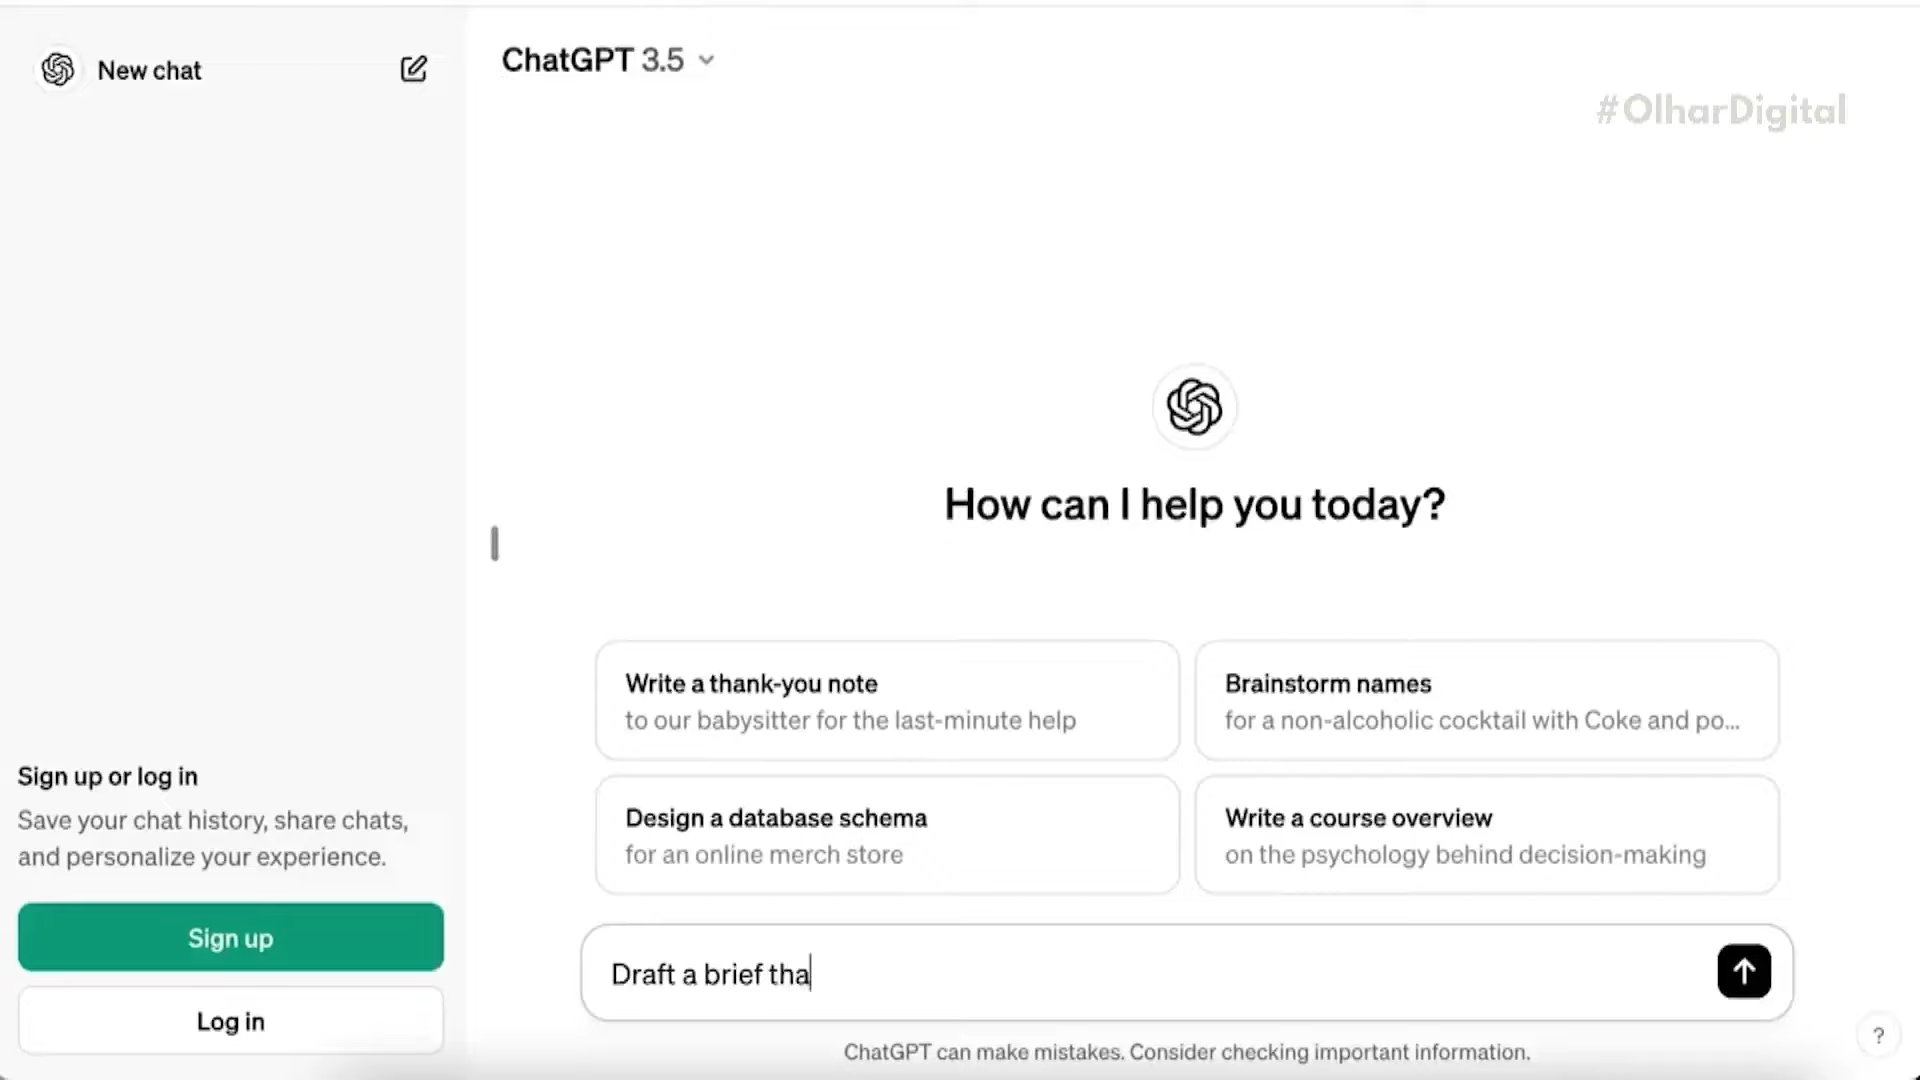 New chat
ChatGPT 3.5
#OlharDigital
How can I help you today?
Write a thank-you note
to our babysitter for the last-minute help
Brainstorm names
for a non-alcoholic cocktail with Coke and po...
Design a database schema
for an online merch store
Write a course overview
on the psychology behind decision-making
Sign up or log in
Save your chat history, share chats,
and personalize your experience.
Sign up
Log in
Draft a brief tha
ChatGPT can make mistakes. Consider checking important information.
?